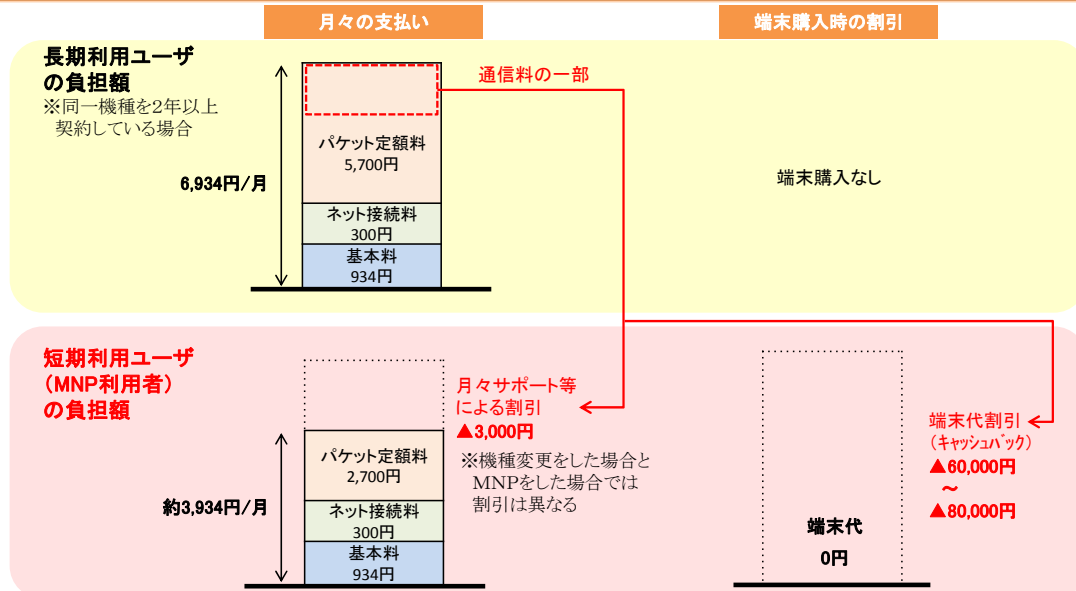 月々の支払い
端末購入時の割引
長期利用ユーザ
の負担額
※同一機種を2年以上
契約している場合
通信料の一部
パケット定額料
5,700円
6,934円/月
端末購入なし
ネット接続料
300円
基本料
934円
短期利用ユーザ
(MNP利用者)
の負担額
月々サポート等
による割引
▲3,000円
※機種変更をした場合と
MNPをした場合では
割引は異なる
パケット定額料
2,700円
約3,934円/月
ネット接続料
300円
基本料
934円
端末代割引
(キャッシュバック)
▲60,000円
~
▲80,000円
端末代
0円